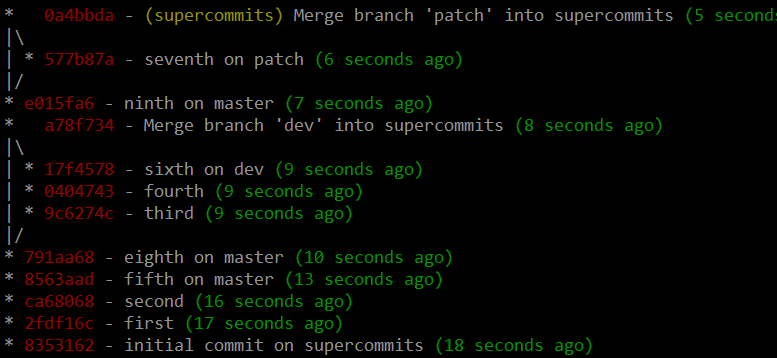 *   0a4bbda - (supercommits) Merge branch 'patch' into supercommits (5 seconds
|\
| * 577b87a - seventh on patch (6 seconds ago)
|/
* e015fa6 - ninth on master (7 seconds ago)
*   a78f734 - Merge branch 'dev' into supercommits (8 seconds ago)
|\
| * 17f4578 - sixth on dev (9 seconds ago)
| * 0404743 - fourth (9 seconds ago)
| * 9c6274c - third (9 seconds ago)
|/
* 791aa68 - eighth on master (10 seconds ago)
* 8563aad - fifth on master (13 seconds ago)
* ca68068 - second (16 seconds ago)
* 2fdf16c - first (17 seconds ago)
* 8353162 - initial commit on supercommits (18 seconds ago)